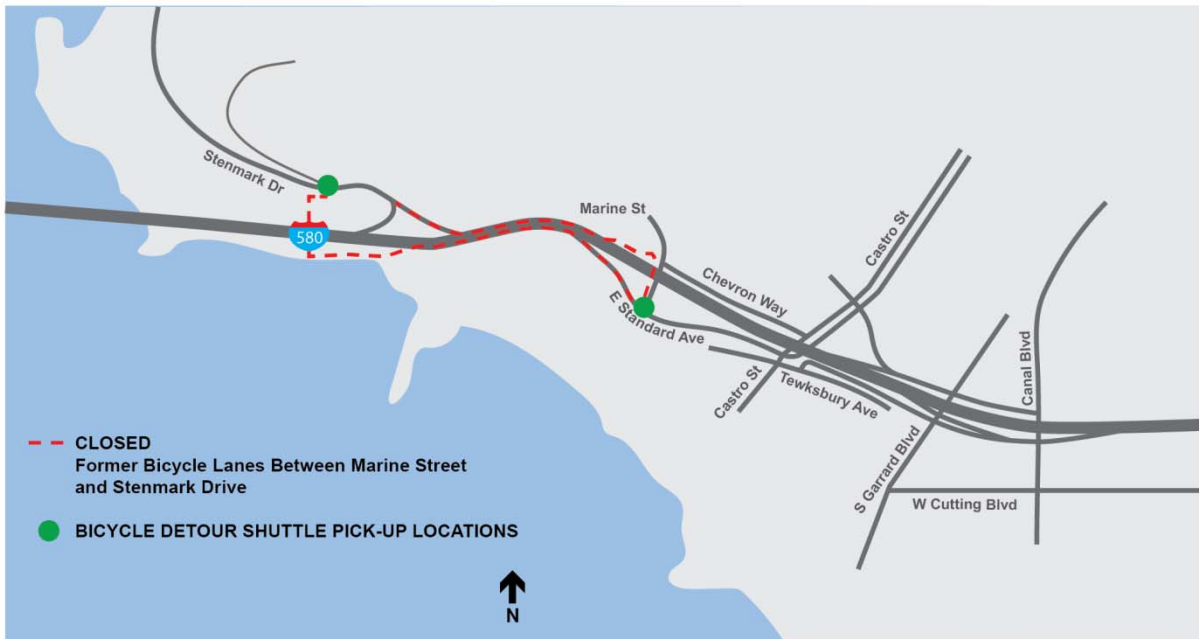 Stenmark Dr
580
Marine St
Castro St
Chevron Way
E Standard Ave
Castro St
Tewksbury Ave
Canal Blvd
S Garrard Blvd
W Cutting Blvd
CLOSED
Former Bicycle Lanes Between Marine Street
and Stenmark Drive
BICYCLE DETOUR SHUTTLE PICK-UP LOCATIONS
N